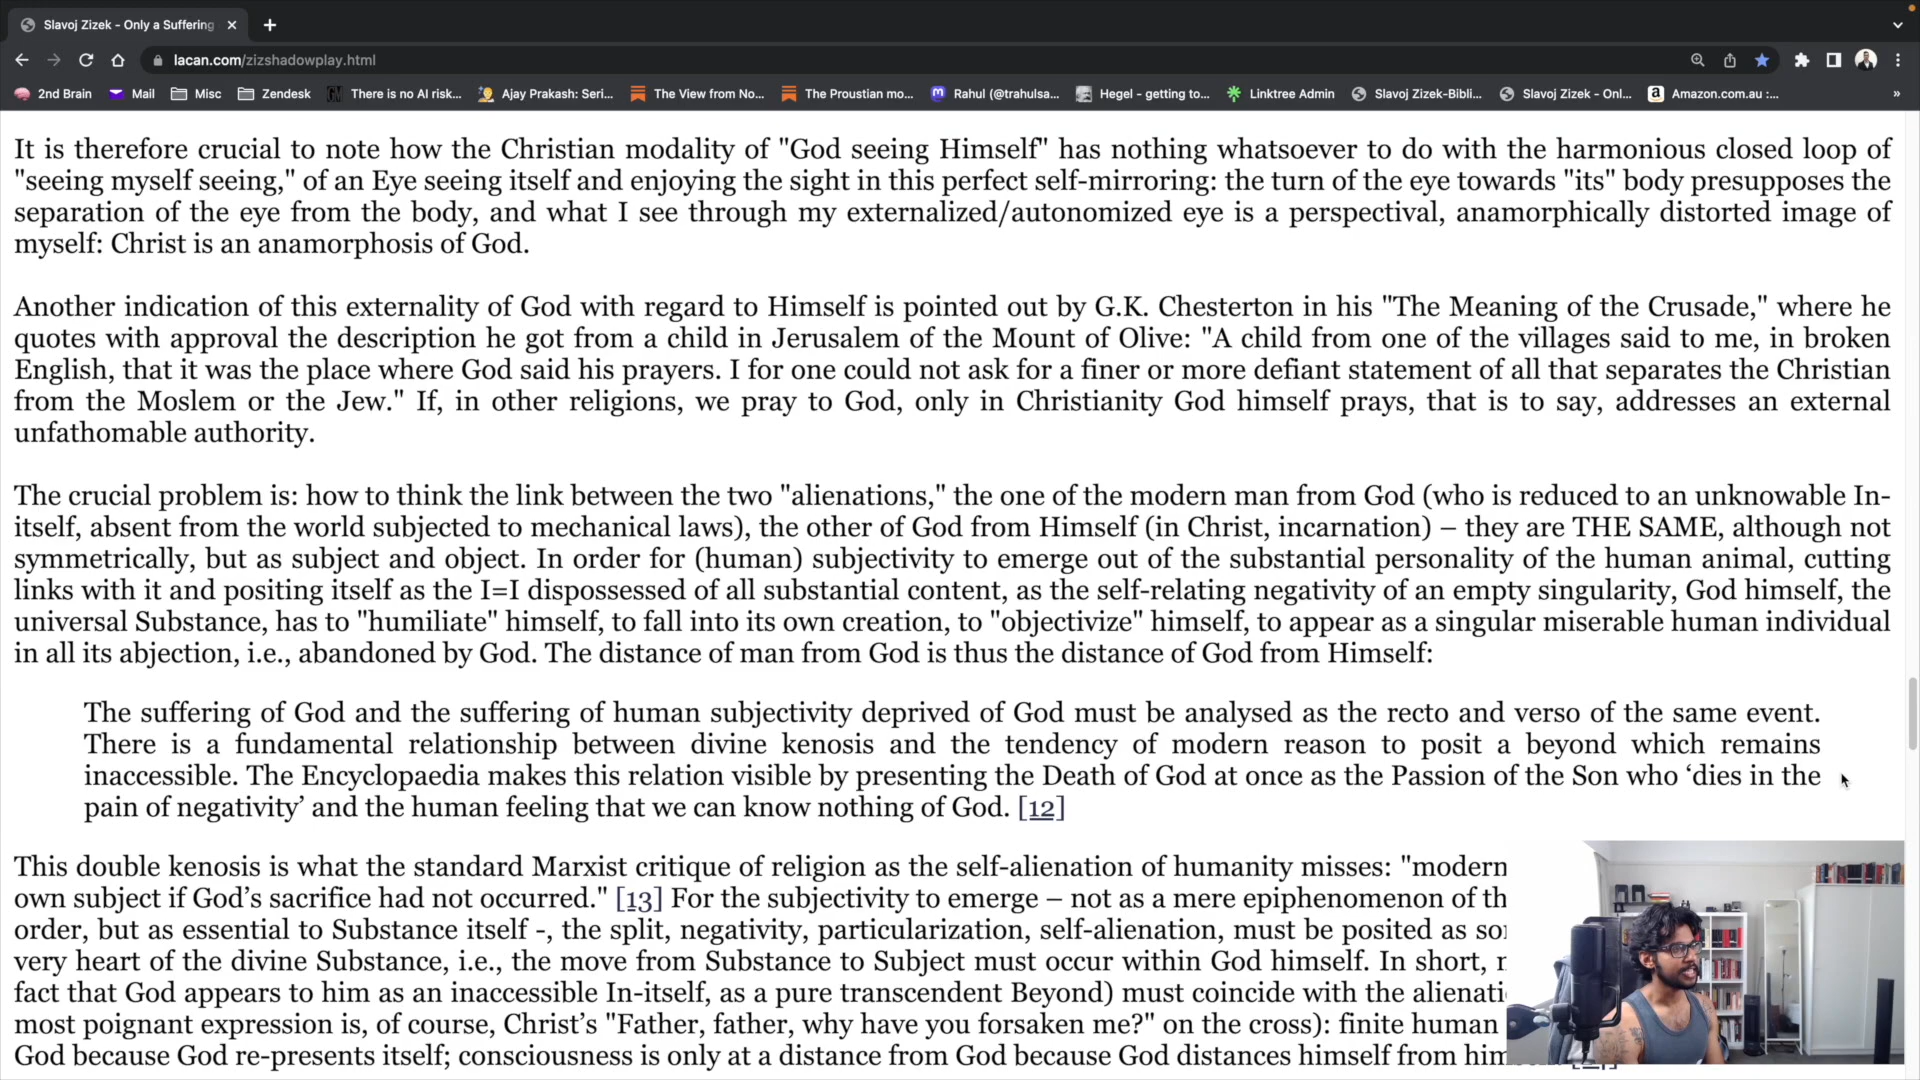 Slavoj Zizek - Only a Suffering
lacan.com/zizshadowplay.html
2nd Brain
Mail
Misc
Zendesk
There is no AI risk...
Ajay Prakash: Seri...
The View from No...
The Proustian mo...
Rahul (@trahulsa...
Hegel - getting to...
Linktree Admin
Slavoj Zizek-Bibli...
Slavoj Zizek - Onl...
Amazon.com.au :...
It is therefore crucial to note how the Christian modality of "God seeing Himself" has nothing whatsoever to do with the harmonious closed loop of
"seeing myself seeing," of an Eye seeing itself and enjoying the sight in this perfect self-mirroring: the turn of the eye towards "its" body presupposes the
separation of the eye from the body, and what I see through my externalized/autonomized eye is a perspectival, anamorphically distorted image of
myself: Christ is an anamorphosis of God.
Another indication of this externality of God with regard to Himself is pointed out by G.K. Chesterton in his "The Meaning of the Crusade," where he
quotes with approval the description he got from a child in Jerusalem of the Mount of Olive: "A child from one of the villages said to me, in broken
English, that it was the place where God said his prayers. I for one could not ask for a finer or more defiant statement of all that separates the Christian
from the Moslem or the Jew." If, in other religions, we pray to God, only in Christianity God himself prays, that is to say, addresses an external
unfathomable authority.
The crucial problem is: how to think the link between the two "alienations," the one of the modern man from God (who is reduced to an unknowable In-
itself, absent from the world subjected to mechanical laws), the other of God from Himself (in Christ, incarnation) – they are THE SAME, although not
symmetrically, but as subject and object. In order for (human) subjectivity to emerge out of the substantial personality of the human animal, cutting
links with it and positing itself as the I=I dispossessed of all substantial content, as the self-relating negativity of an empty singularity, God himself, the
universal Substance, has to "humiliate" himself, to fall into its own creation, to "objectivize" himself, to appear as a singular miserable human individual
in all its abjection, i.e., abandoned by God. The distance of man from God is thus the distance of God from Himself:
The suffering of God and the suffering of human subjectivity deprived of God must be analysed as the recto and verso of the same event.
There is a fundamental relationship between divine kenosis and the tendency of modern reason to posit a beyond which remains
inaccessible. The Encyclopaedia makes this relation visible by presenting the Death of God at once as the Passion of the Son who ‘dies in the
pain of negativity’ and the human feeling that we can know nothing of God. [12]
This double kenosis is what the standard Marxist critique of religion as the self-alienation of humanity misses: "modern
own subject if God’s sacrifice had not occurred." [13] For the subjectivity to emerge – not as a mere epiphenomenon of th
order, but as essential to Substance itself -, the split, negativity, particularization, self-alienation, must be posited as
very heart of the divine Substance, i.e., the move from Substance to Subject must occur within God himself. In short,
fact that God appears to him as an inaccessible In-itself, as a pure transcendent Beyond) must coincide with the alienati
most poignant expression is, of course, Christ’s "Father, father, why have you forsaken me?" on the cross): finite human
God because God re-presents itself; consciousness is only at a distance from God because God distances himself from him